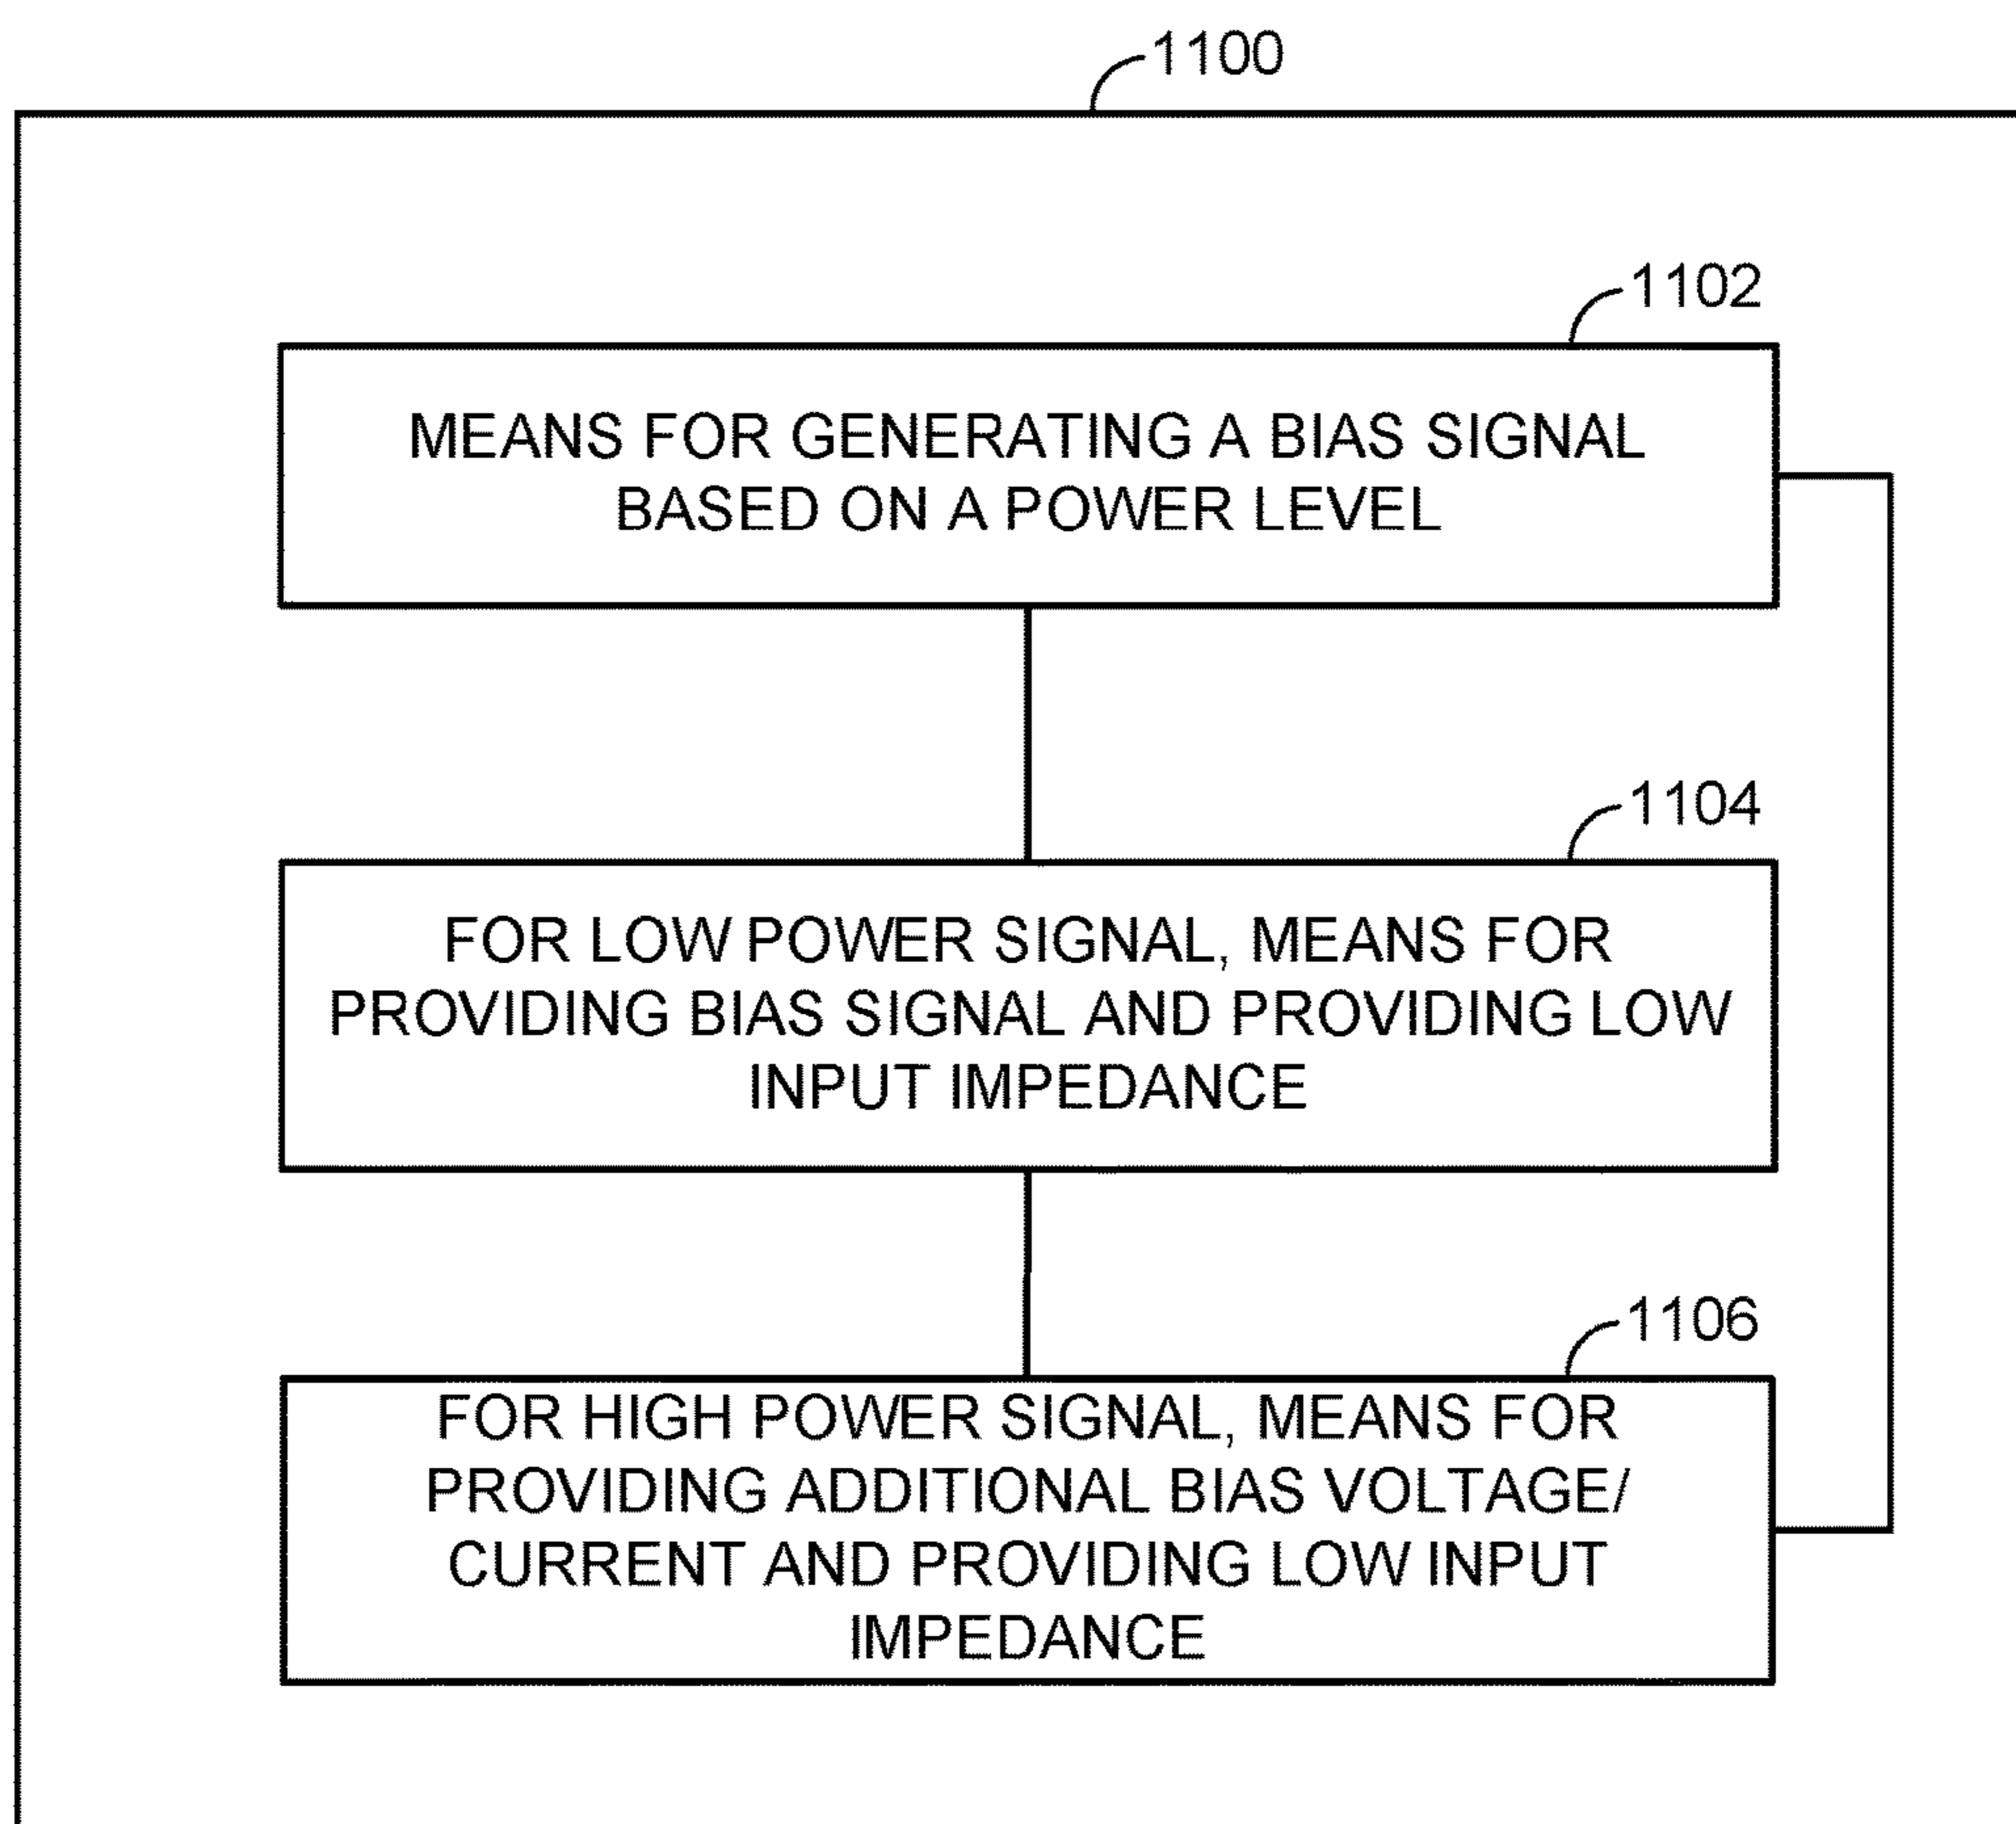 1100
1102
MEANS FOR GENERATING A BIAS SIGNAL
BASED ON A POWER LEVEL
1104
FOR LOW POWER SIGNAL, MEANS FOR
PROVIDING BIAS SIGNAL AND PROVIDING LOW
INPUT IMPEDANCE
1106
FOR HIGH POWER SIGNAL, MEANS FOR
PROVIDING ADDITIONAL BIAS VOLTAGE/
CURRENT AND PROVIDING LOW INPUT
IMPEDANCE